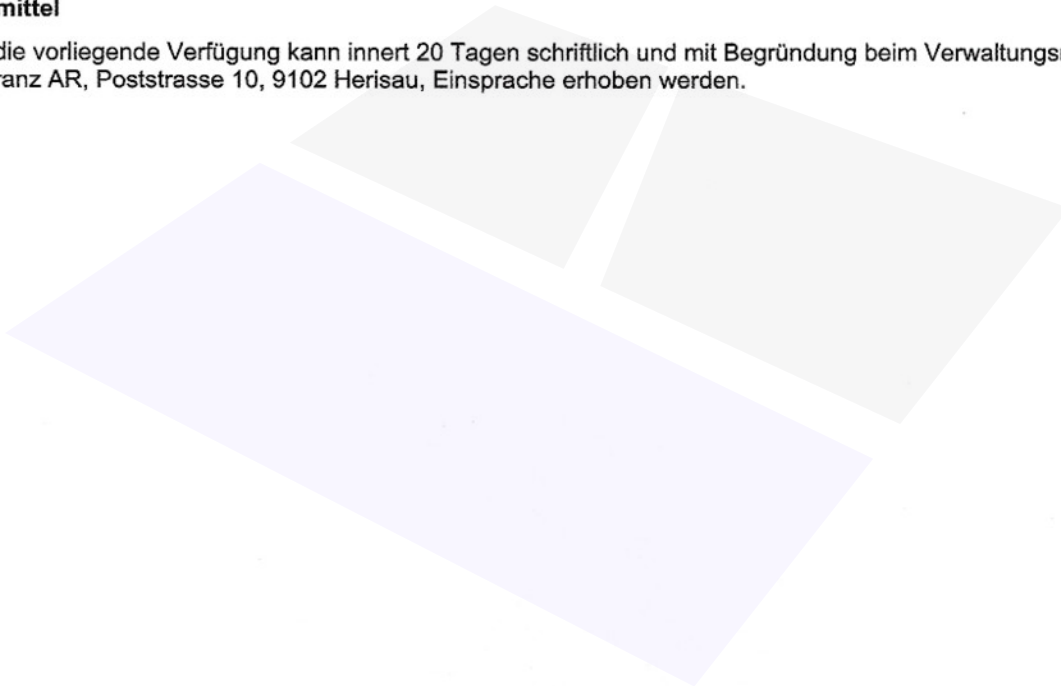 mittel
die vorliegende Verfügung kann innert 20 Tagen schriftlich und mit Begründung beim Verwaltungs
ranz AR, Poststrasse 10, 9102 Herisau, Einsprache erhoben werden.